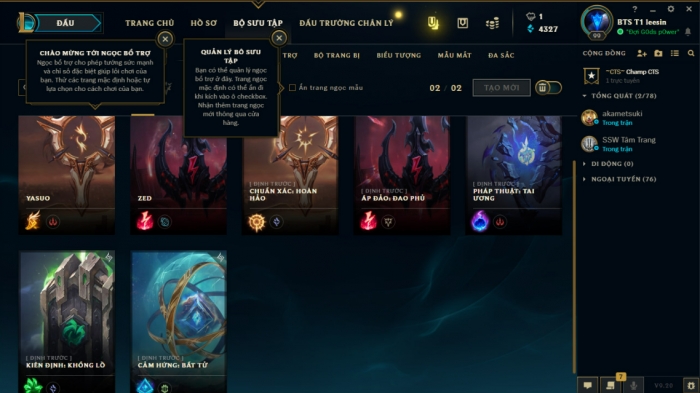 ĐẤU
TRANG CHỦ
HỒ SƠ
BỘ SƯU TẬP
ĐẤU TRƯỜNG CHÂN LÝ
1
4327
99
BTS T1 leesin
"Đợi G0ds p0wer"
CHÀO MỪNG TỚI NGỌC BỔ TRỢ
Ngọc bổ trợ cho phép tướng sức mạnh
và chỉ số đặc biệt giúp lối chơi của
bạn. Thử các trang mặc định hoặc tự
lựa chọn cho cách chơi của bạn.
QUẢN LÝ BỘ SƯU
TẬP
Bạn có thể quản lý ngọc
bổ trợ ở đây. Trang ngọc
mặc định có thể ẩn đi
khi kích vào ô checkbox.
Nhận thêm trang ngọc
mới thông qua cửa
hàng.
TRỢ
BỘ TRANG BỊ
BIỂU TƯỢNG
MẪU MẮT
ĐA SẮC
Ẩn trang ngọc mẫu
02 / 02
TẠO MỚI
CỘNG ĐỒNG
"CTS" Champ CTS
1 trực tuyến
TỔNG QUÁT (2/78)
akametsuki
Trong trận
SSW Tâm Trang
Trong trận
DI ĐỘNG (0)
NGOẠI TUYẾN (76)
YASUO
ZED
[ ĐỊNH TRƯỚC ]
CHUẨN XÁC: HOÀN
HẢO
[ ĐỊNH TRƯỚC ]
ÁP ĐẢO: ĐAO PHỦ
[ ĐỊNH TRƯỚC ]
PHÁP THUẬT: TAI
ƯƠNG
[ ĐỊNH TRƯỚC ]
KIÊN ĐỊNH: KHỔNG LỒ
[ ĐỊNH TRƯỚC ]
CẢM HỨNG: BẤT TỬ
7